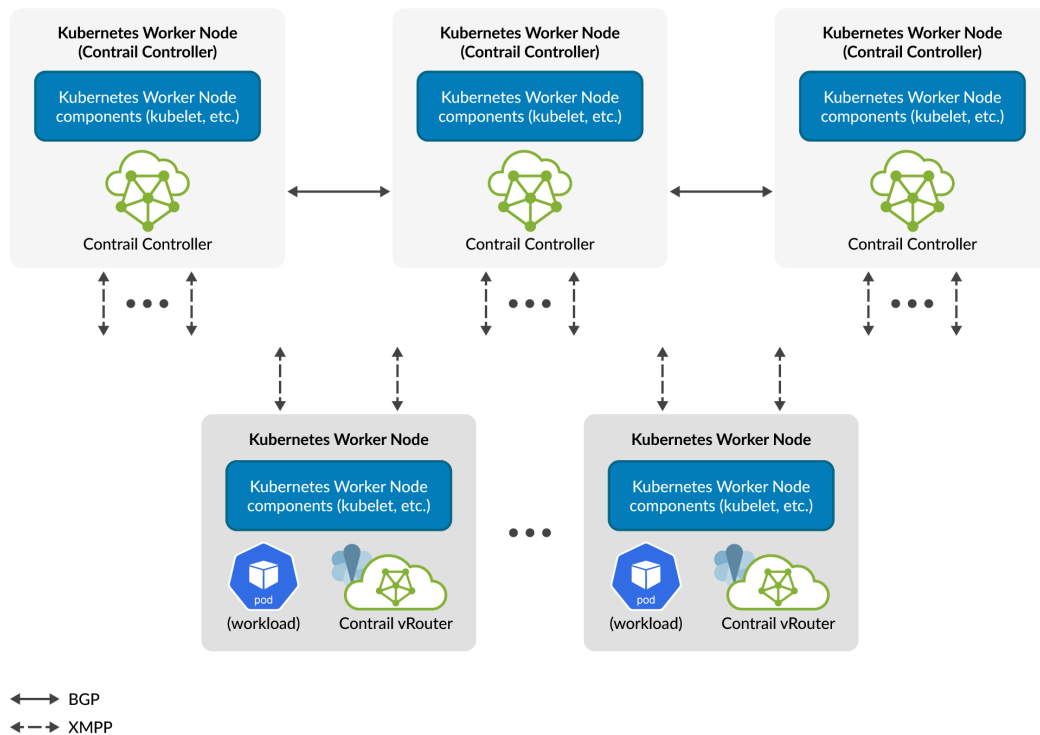 Kubernetes Worker Node
(Contrail Controller)
Kubernetes Worker Node
components (kubelet, etc.)
Contrail Controller
Kubernetes Worker Node
(Contrail Controller)
Kubernetes Worker Node
components (kubelet, etc.)
Contrail Controller
Kubernetes Worker Node
(Contrail Controller)
Kubernetes Worker Node
components (kubelet, etc.)
Contrail Controller
Kubernetes Worker Node
Kubernetes Worker Node
components (kubelet, etc.)
pod
(workload)
Contrail vRouter
Kubernetes Worker Node
Kubernetes Worker Node
components (kubelet, etc.)
pod
(workload)
Contrail vRouter
BGP
XMPP